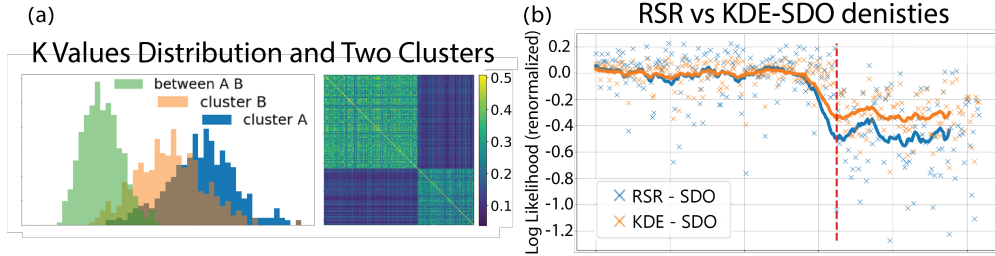 (a)
K Values Distribution and Two Clusters
between A B
cluster B
cluster A
0.5
0.4
0.3
0.2
0.1
(b)
RSR vs KDE-SDO denisties
Log Likelihood (renormalized)
0.2
0.0
-0.2
-0.4
-0.6
-0.8
-1.0
-1.2
RSR - SDO
KDE - SDO